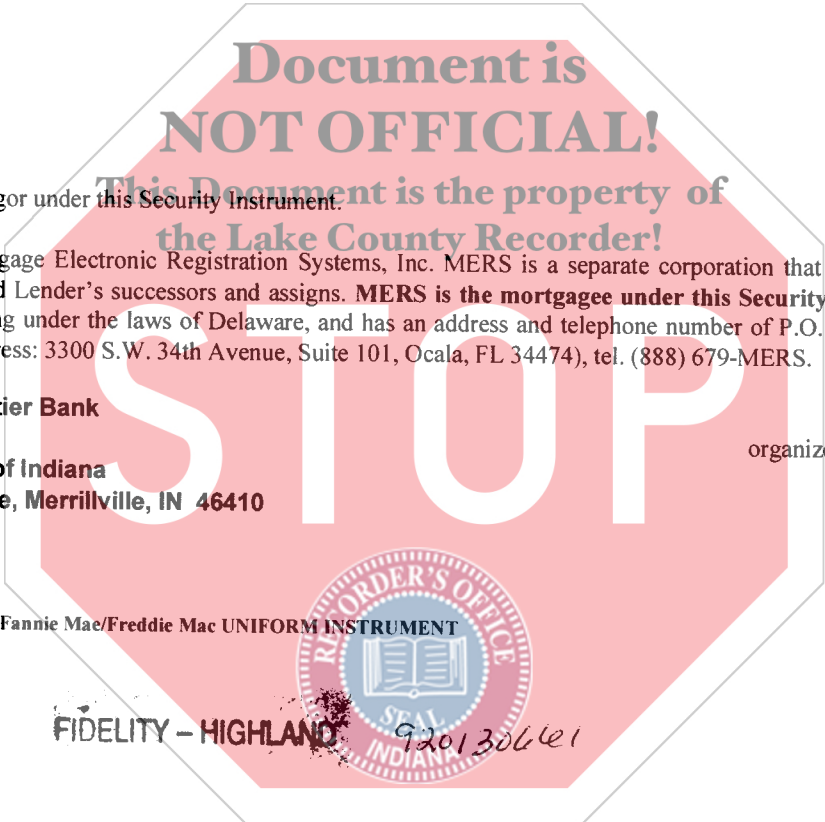 Document is
NOT OFFICIAL!
This Document is the property of
the Lake County Recorder!
gor under this Security Instrument.
gage Electronic Registration Systems, Inc. MERS is a separate corporation that
d Lender's successors and assigns. MERS is the mortgagee under this Security
g under the laws of Delaware, and has an address and telephone number of P.O.
ess: 3300 S.W. 34th Avenue, Suite 101, Ocala, FL 34474), tel. (888) 679-MERS.
STOP
tier Bank
organize
of Indiana
e, Merrillville, IN 46410
Fannie Mae/Freddie Mac UNIFORM INSTRUMENT
RECORDER'S OFFICE
SEAL
INDIANA
FIDELITY – HIGHLAND